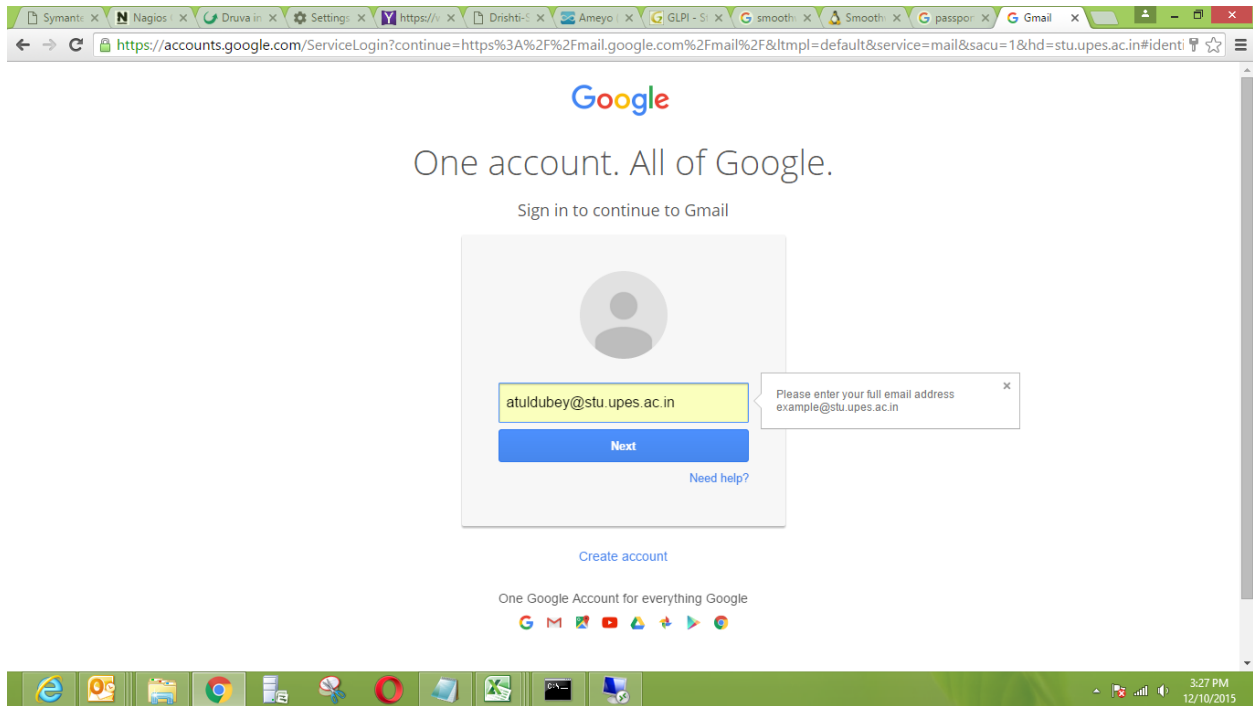 Symante
Nagios
Druva in
Settings
https://v
Drishti-S
Ameyo
GLPI - S
smooth
Smooth
passpor
Gmail
https://accounts.google.com/ServiceLogin?continue=https%3A%2F%2Fmail.google.com%2Fmail%2F&ltmpl=default&service=mail&sacu=1&hd=stu.upes.ac.in#identi
Google
One account. All of Google.
Sign in to continue to Gmail
atuldubey@stu.upes.ac.in
Please enter your full email address
example@stu.upes.ac.in
Next
Need help?
Create account
One Google Account for everything Google
3:27 PM
12/10/2015